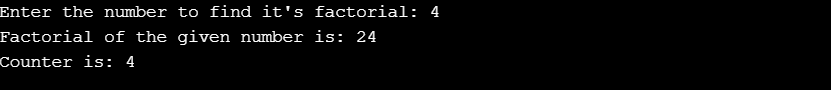 Enter the number to find it's factorial: 4
Factorial of the given number is: 24
Counter is: 4